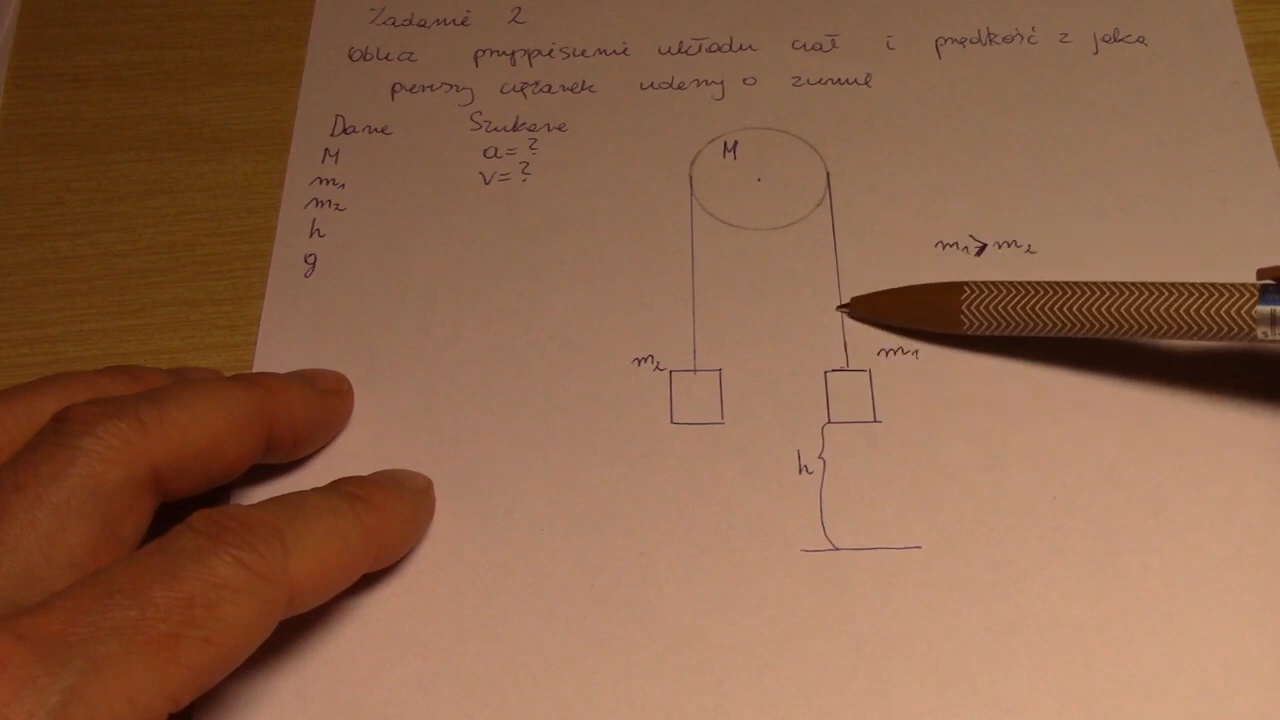 Zadanie 2
Oblicz przyspieszenie układu ciał i prędkość z jaką
pierwszy ciężarek uderzy o ziemię
Dane Szukane
M a=?
m₁ v=?
m₂
h
g
M
m₁>m₂
m₂ m₁
h